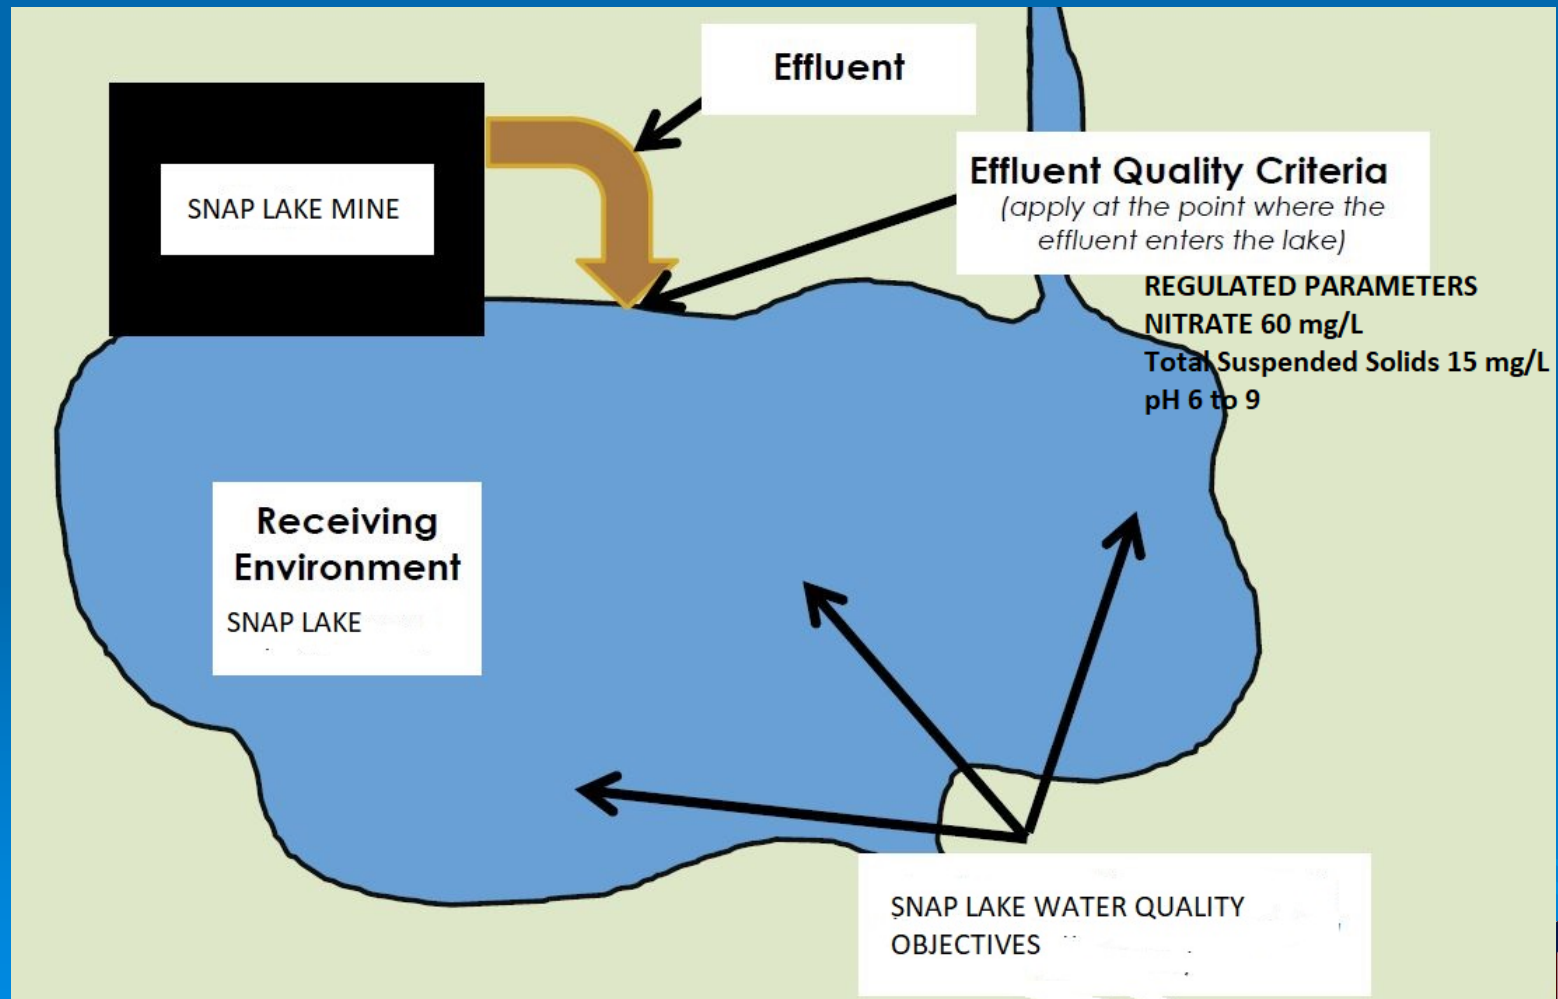 Effluent
SNAP LAKE MINE
Effluent Quality Criteria
(apply at the point where the
effluent enters the lake)
REGULATED PARAMETERS
NITRATE 60 mg/L
Total Suspended Solids 15 mg/L
pH 6 to 9
Receiving
Environment
SNAP LAKE
SNAP LAKE WATER QUALITY
OBJECTIVES